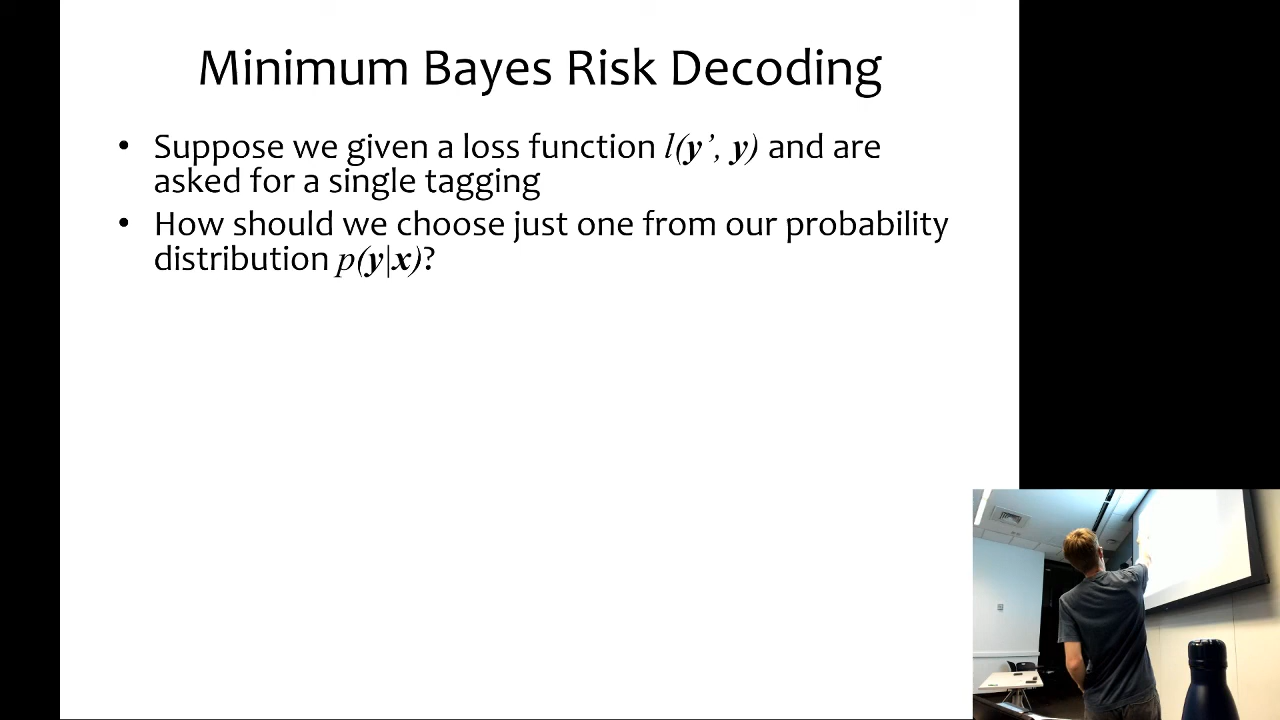 Minimum Bayes Risk Decoding
• Suppose we given a loss function l(y’, y) and are
asked for a single tagging
• How should we choose just one from our probability
distribution p(y|x)?